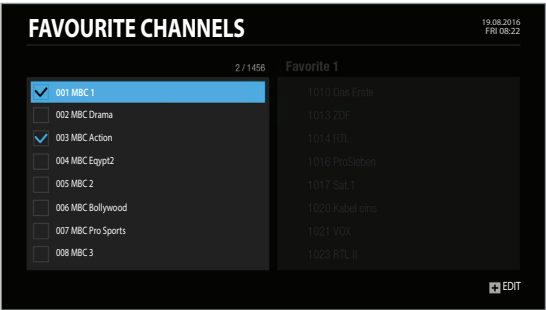 FAVOURITE CHANNELS
19.08.2016
FRI 08:22
2 / 1456
Favorite 1
001 MBC 1
002 MBC Drama
003 MBC Action
004 MBC Eqypt2
005 MBC 2
006 MBC Bollywood
007 MBC Pro Sports
008 MBC 3
1010 Das Erste
1013 ZDF
1014 RTL
1016 ProSieben
1017 Sat.1
1020 Kabel eins
1021 VOX
1023 RTL II
EDIT